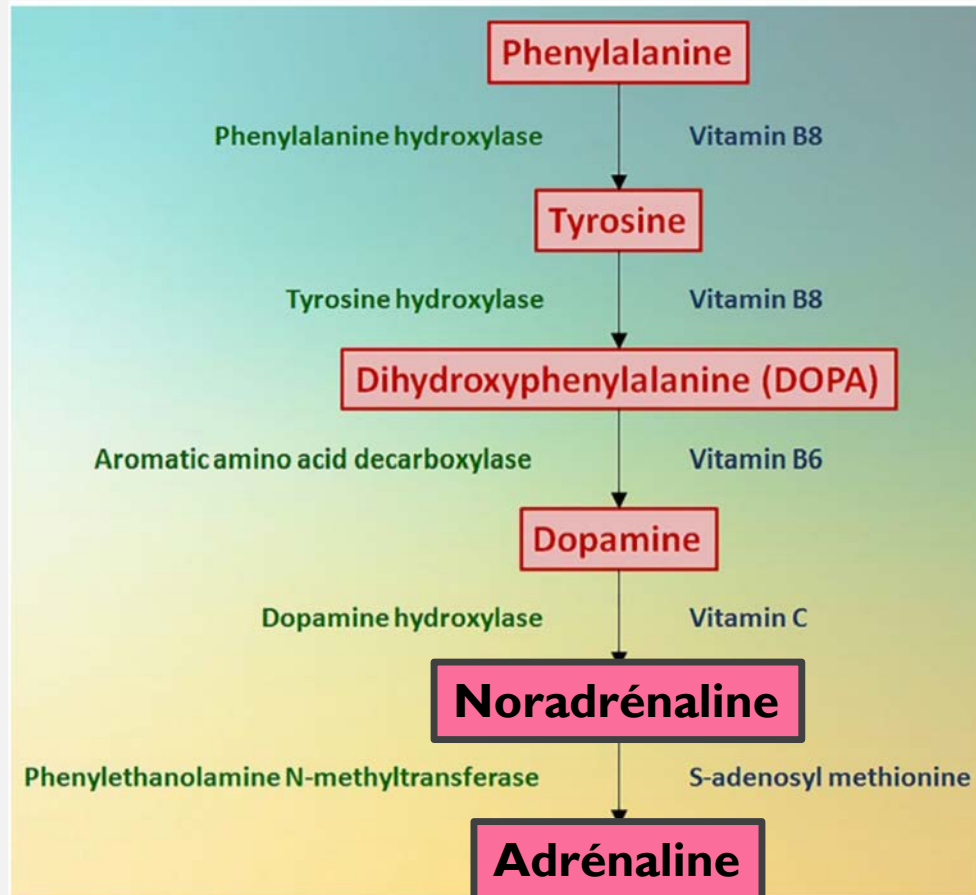 Phenylalanine
Phenylalanine hydroxylase Vitamin B8
Tyrosine
Tyrosine hydroxylase Vitamin B8
Dihydroxyphenylalanine (DOPA)
Aromatic amino acid decarboxylase Vitamin B6
Dopamine
Dopamine hydroxylase Vitamin C
Noradrénaline
Phenylethanolamine N-methyltransferase S-adenosyl methionine
Adrénaline